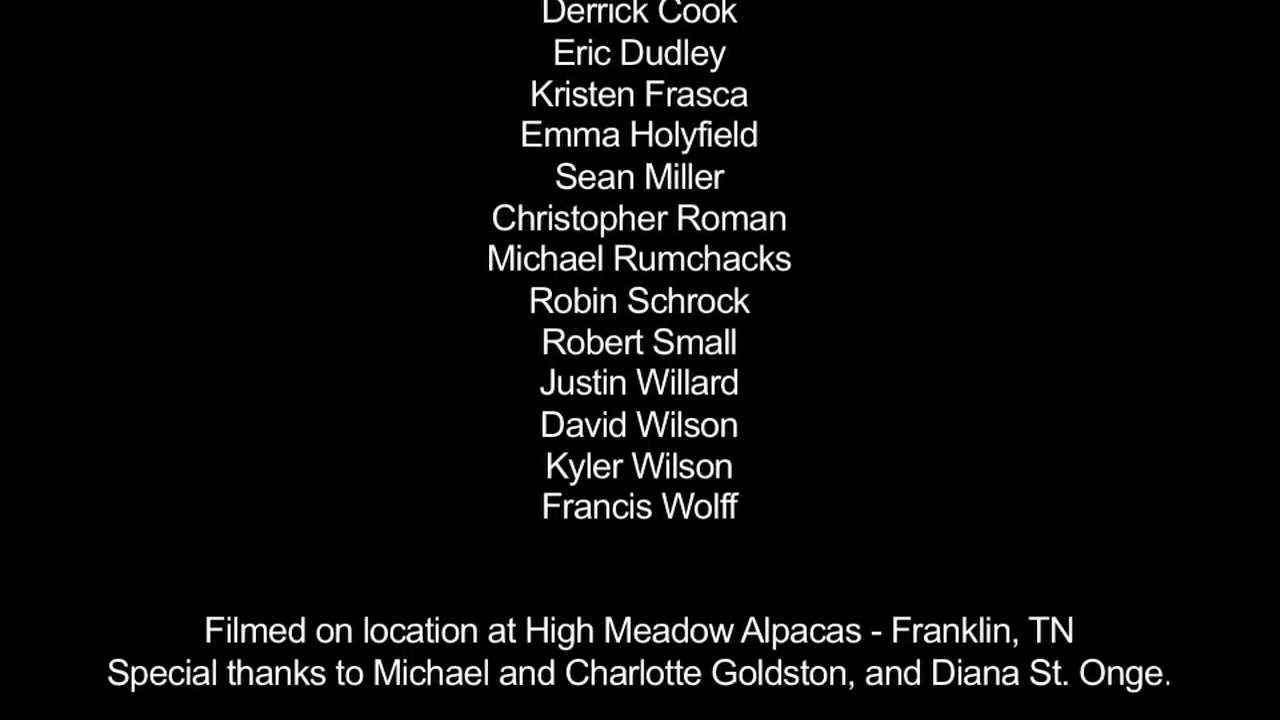 Derrick Cook
Eric Dudley
Kristen Frasca
Emma Holyfield
Sean Miller
Christopher Roman
Michael Rumchacks
Robin Schrock
Robert Small
Justin Willard
David Wilson
Kyler Wilson
Francis Wolff
Filmed on location at High Meadow Alpacas - Franklin, TN
Special thanks to Michael and Charlotte Goldston, and Diana St. Onge.